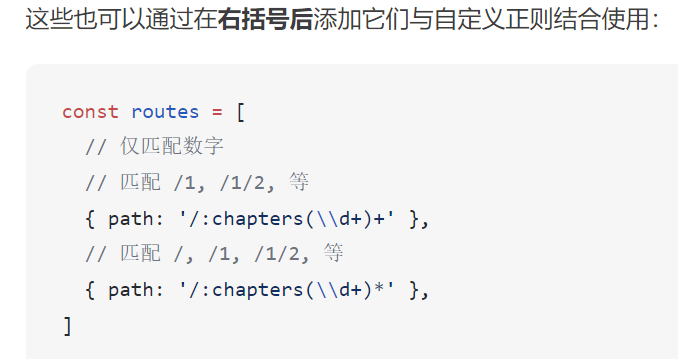 这些也可以通过在右括号后添加它们与自定义正则结合使用：
const routes = [
  // 仅匹配数字
  // 匹配 /1, /1/2, 等
  { path: '/:chapters(\\d+)+' },
  // 匹配 /, /1, /1/2, 等
  { path: '/:chapters(\\d+)*' },
]